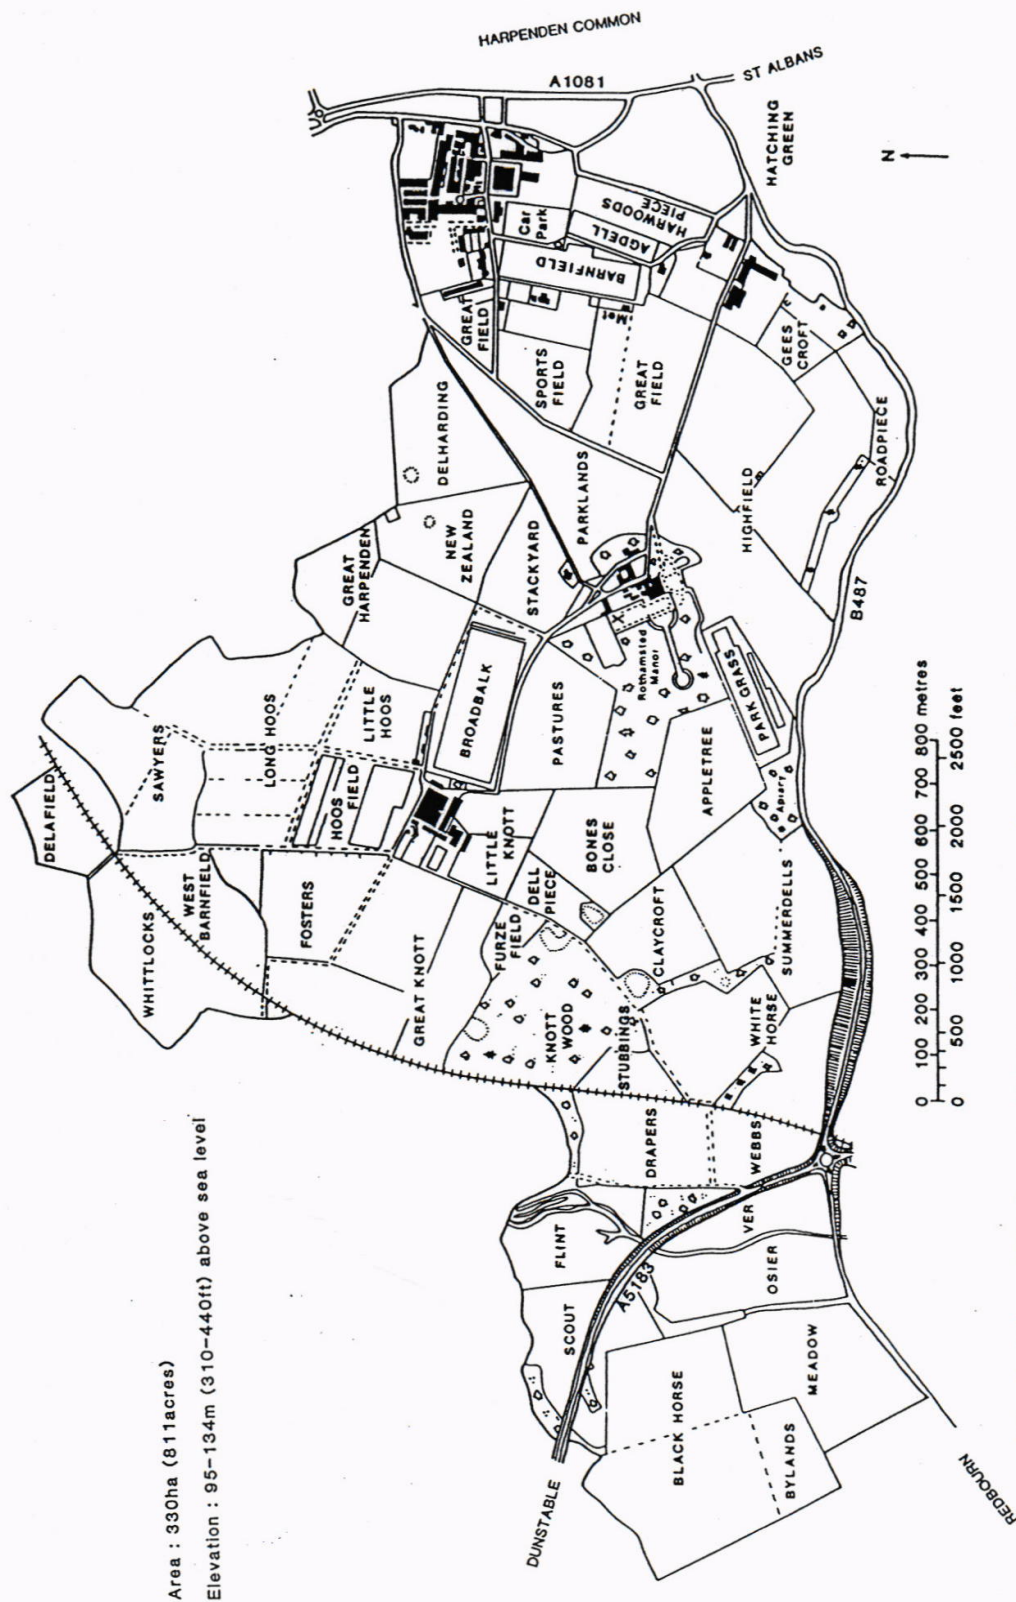 Area : 330ha (811acres)
Elevation : 95-134m (310-440ft) above sea level
DELAFIELD
WHITTLOCKS
SAWYERS
WEST
BARNFIELD
LONG HOOS
FOSTERS
HOOS
FIELD
LITTLE
HOOS
GREAT
HARPENDEN
NEW
ZEALAND
DELHARDING
GREAT KNOTT
BROADBALK
STACKYARD
PARKLANDS
LITTLE
KNOTT
FURZE
FIELD
DELL
PIECE
PASTURES
BONES
CLOSE
KNOTT
WOOD
STUBBINGS
CLAYCROFT
APPLETREE
Rothamsted
Manor
PARK GRASS
Apiary
SUMMERDELLS
WHITE
HORSE
DRAPERS
WEBBS
VER
FLINT
SCOUT
A5183
OSIER
BLACK HORSE
MEADOW
BYLANDS
DUNSTABLE
REDBOURN
GREAT
FIELD
SPORTS
FIELD
GREAT
FIELD
Met
BARNFIELD
Car
Park
AGDELL
HARWOODS
PIECE
HIGHFIELD
GEES
CROFT
ROADPIECE
B487
HARPENDEN COMMON
A1081
ST ALBANS
HATCHING
GREEN
N
0 100 200 300 400 500 600 700 800 metres
0 500 1000 1500 2000 2500 feet